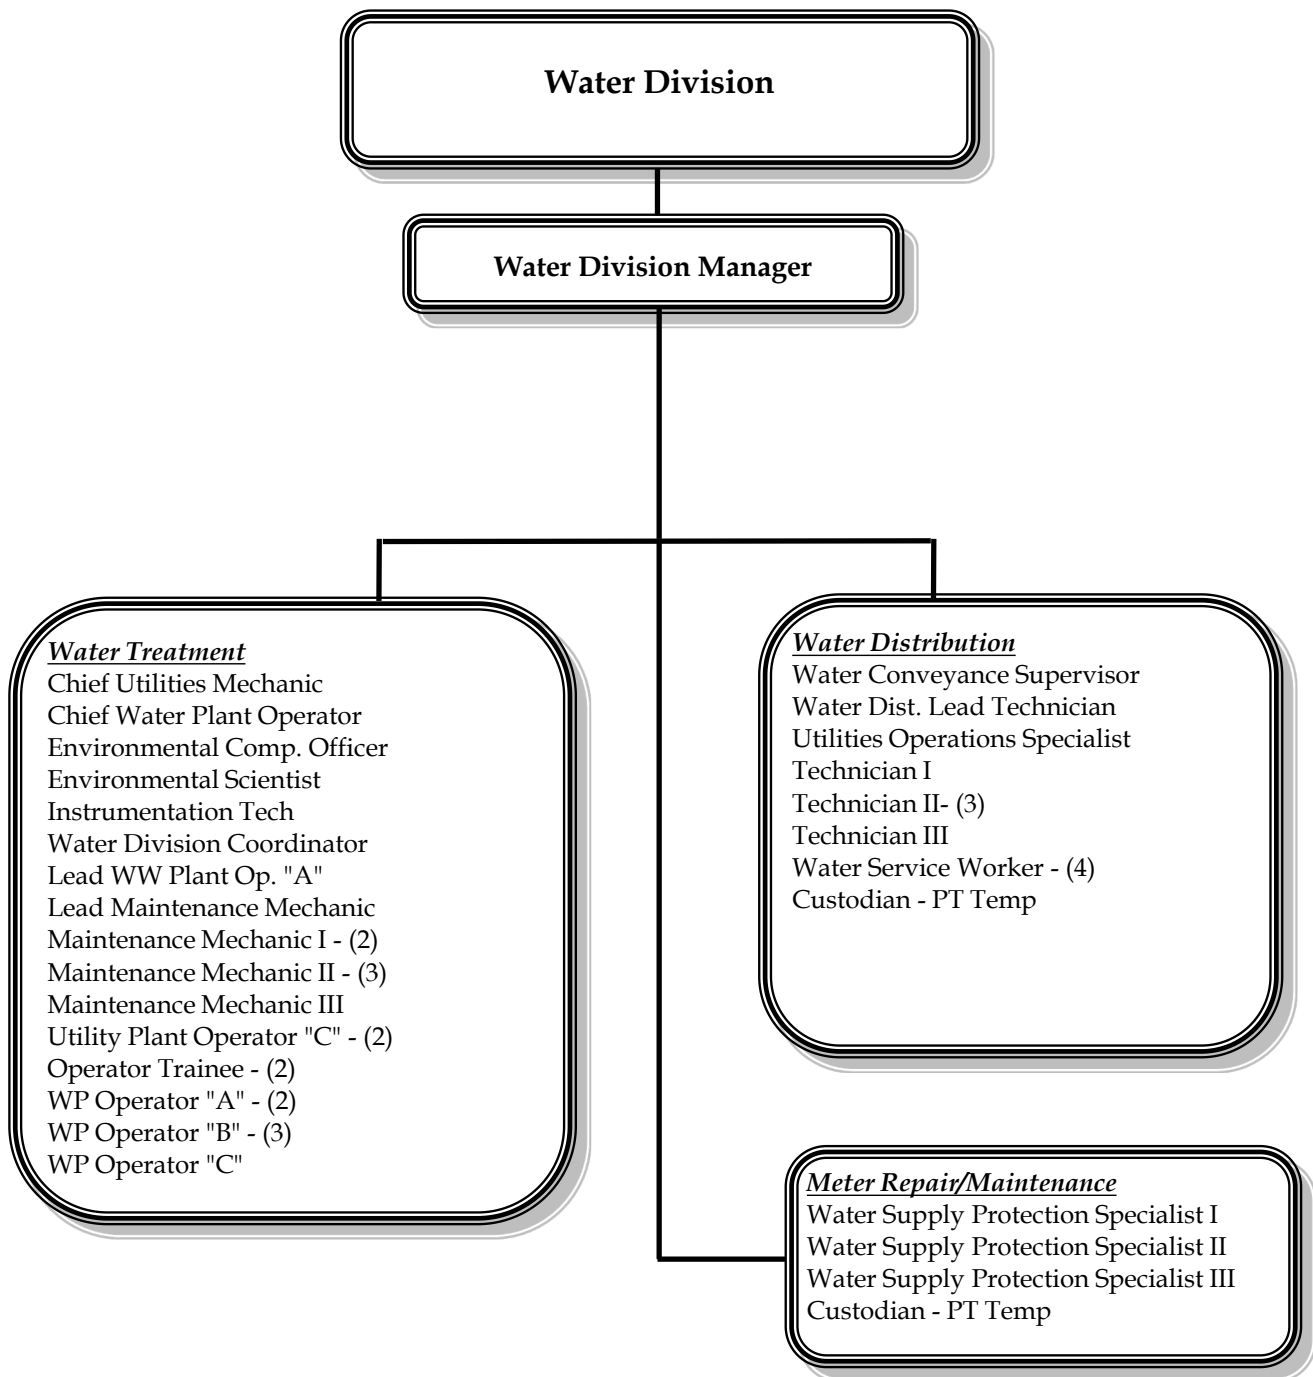 Water Division
Water Division Manager
Water Treatment
Chief Utilities Mechanic
Chief Water Plant Operator
Environmental Comp. Officer
Environmental Scientist
Instrumentation Tech
Water Division Coordinator
Lead WW Plant Op. "A"
Lead Maintenance Mechanic
Maintenance Mechanic I - (2)
Maintenance Mechanic II - (3)
Maintenance Mechanic III
Utility Plant Operator "C" - (2)
Operator Trainee - (2)
WP Operator "A" - (2)
WP Operator "B" - (3)
WP Operator "C"
Water Distribution
Water Conveyance Supervisor
Water Dist. Lead Technician
Utilities Operations Specialist
Technician I
Technician II- (3)
Technician III
Water Service Worker - (4)
Custodian - PT Temp
Meter Repair/Maintenance
Water Supply Protection Specialist I
Water Supply Protection Specialist II
Water Supply Protection Specialist III
Custodian - PT Temp